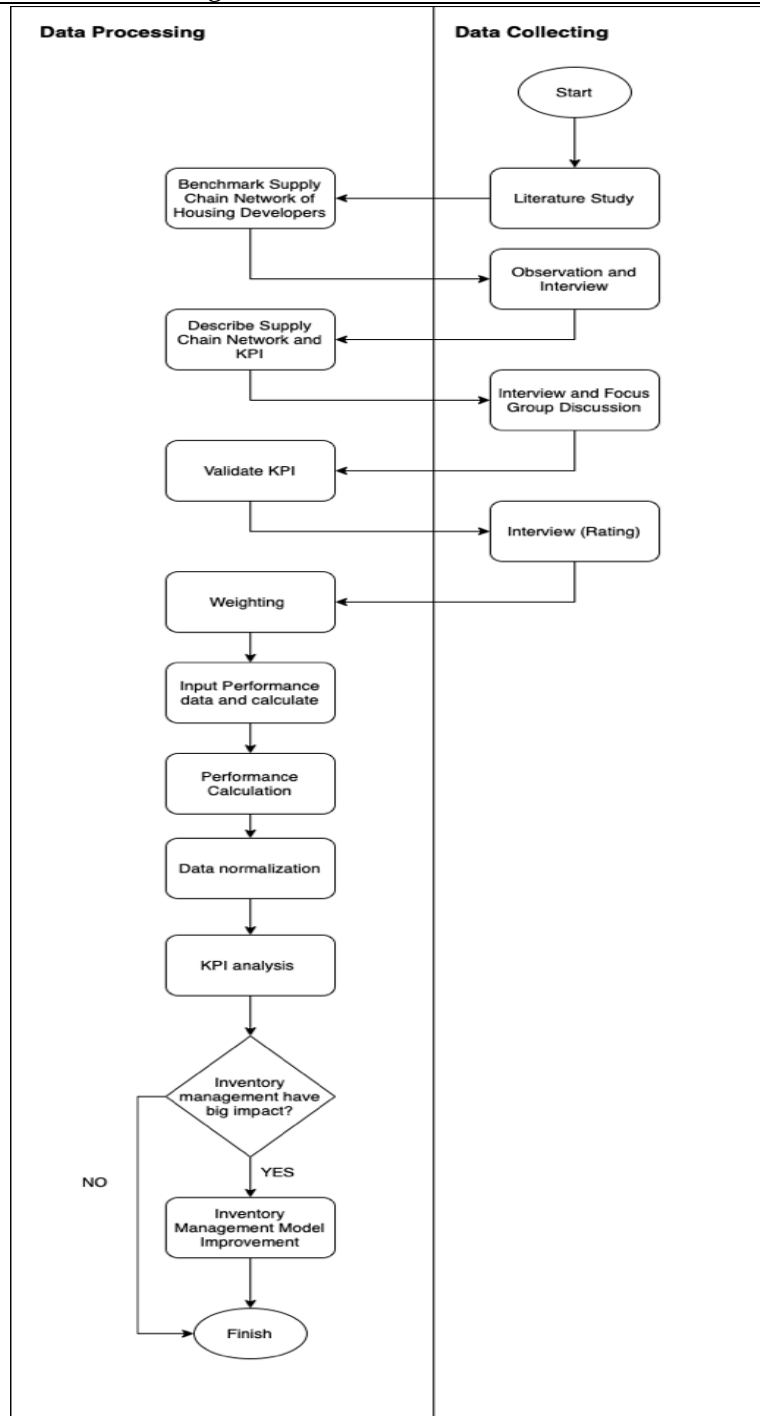 Data Processing
Data Collecting
Start
Literature Study
Benchmark Supply
Chain Network of
Housing Developers
Observation and
Interview
Describe Supply
Chain Network and
KPI
Interview and Focus
Group Discussion
Validate KPI
Interview (Rating)
Weighting
Input Performance
data and calculate
Performance
Calculation
Data normalization
KPI analysis
Inventory
management have
big impact?
NO
YES
Inventory
Management Model
Improvement
Finish